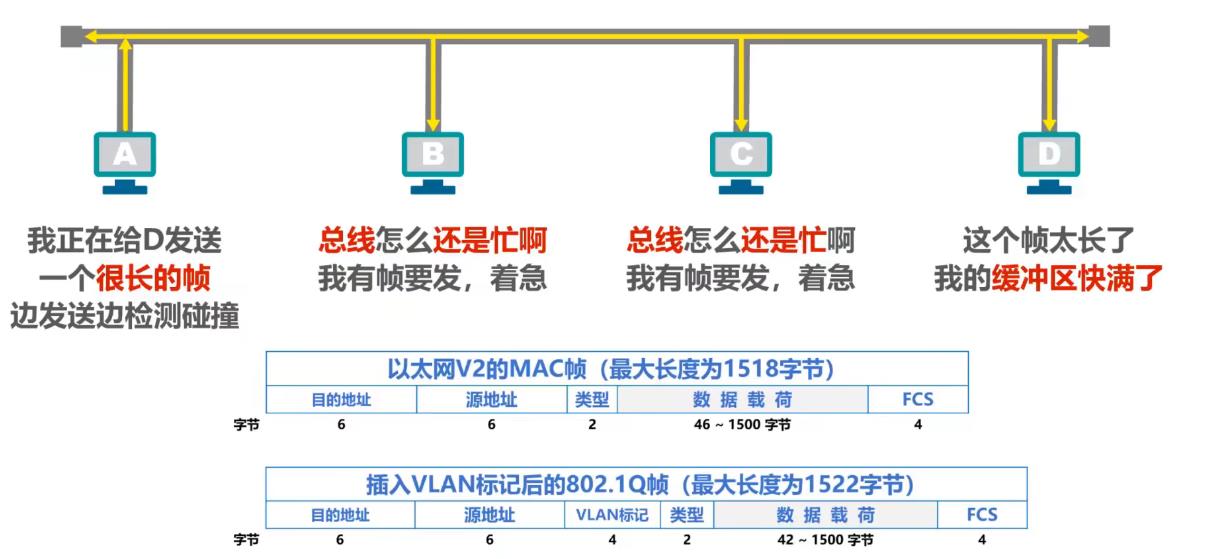 A B C D
我正在给D发送
一个很长的帧
边发送边检测碰撞
总线怎么还是忙啊
我有帧要发，着急
总线怎么还是忙啊
我有帧要发，着急
这个帧太长了
我的缓冲区快满了
以太网V2的MAC帧（最大长度为1518字节）
目的地址 源地址 类型 数据载荷 FCS
字节 6 6 2 46 ~ 1500 字节 4
插入VLAN标记后的802.1Q帧（最大长度为1522字节）
目的地址 源地址 VLAN标记 类型 数据载荷 FCS
字节 6 6 4 2 42 ~ 1500 字节 4